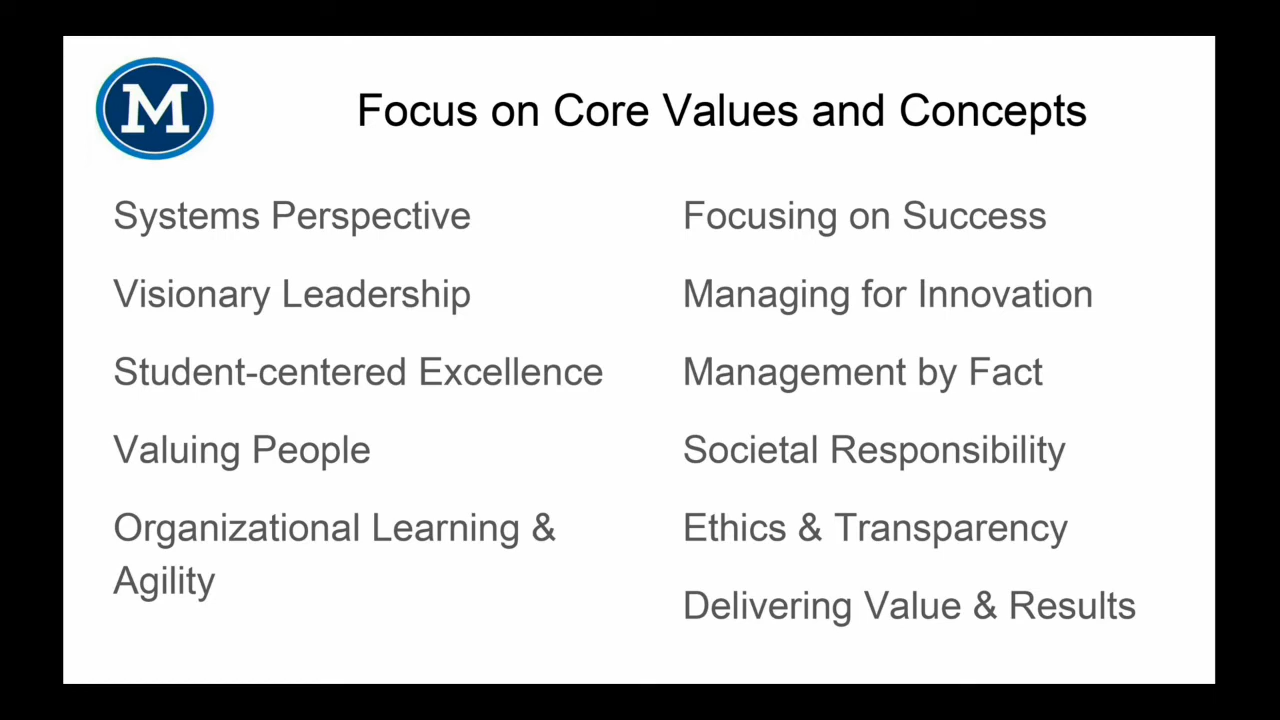 M
Focus on Core Values and Concepts
Systems Perspective
Visionary Leadership
Student-centered Excellence
Valuing People
Organizational Learning &
Agility
Focusing on Success
Managing for Innovation
Management by Fact
Societal Responsibility
Ethics & Transparency
Delivering Value & Results